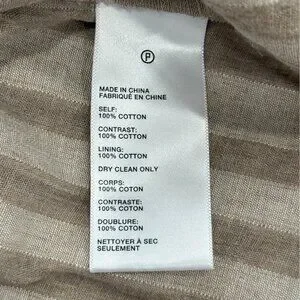 P
MADE IN CHINA
FABRIQUÉ EN CHINE
SELF:
100% COTTON
CONTRAST:
100% COTTON
LINING:
100% COTTON
DRY CLEAN ONLY
CORPS:
100% COTON
CONTRASTE:
100% COTON
DOUBLURE:
100% COTON
NETTOYER À SEC
SEULEMENT